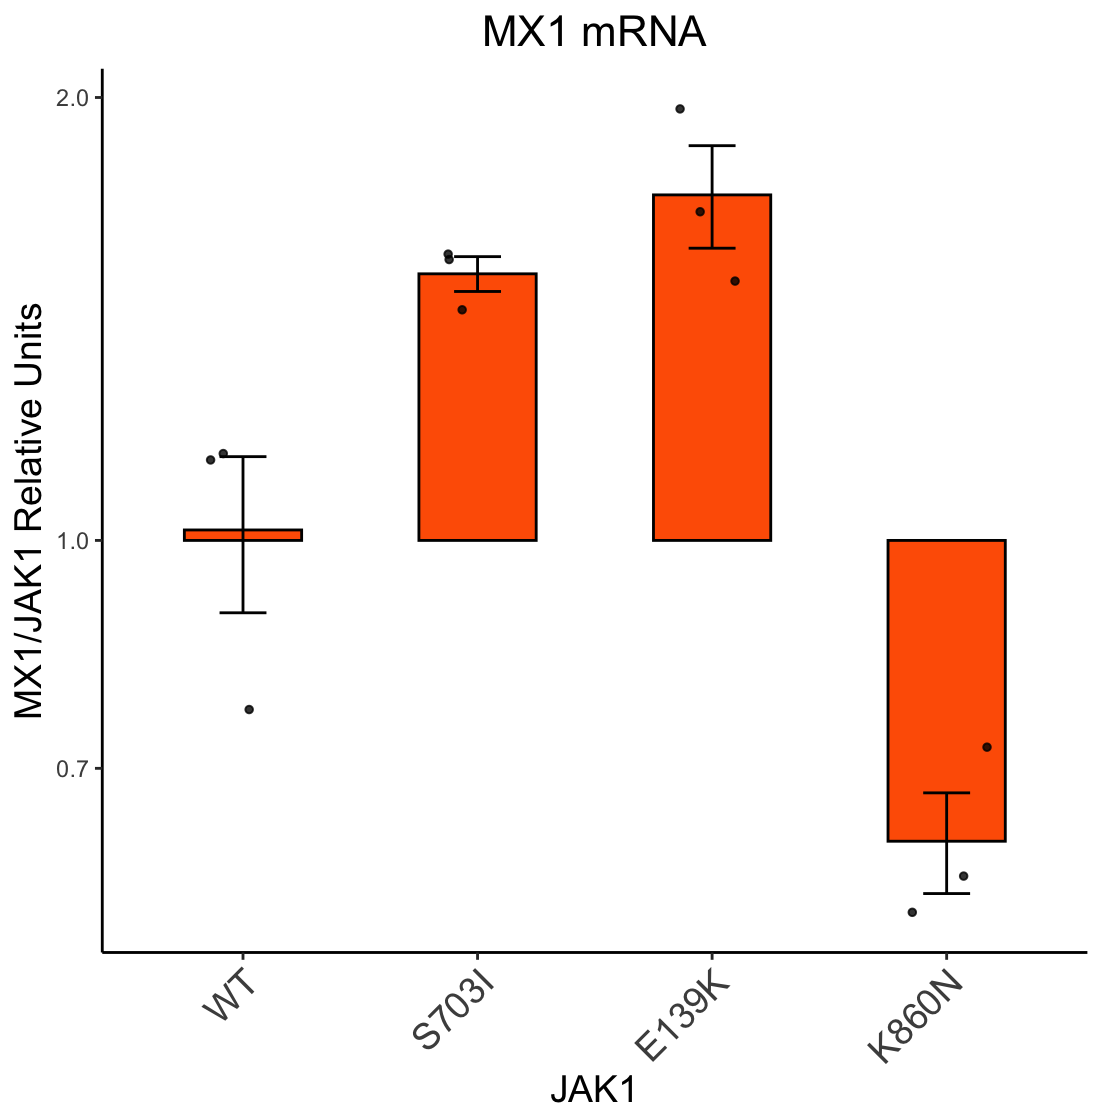 MX1 mRNA
MX1/JAK1 Relative Units
2.0
1.0
0.7
WT
S703I
E139K
K860N
JAK1